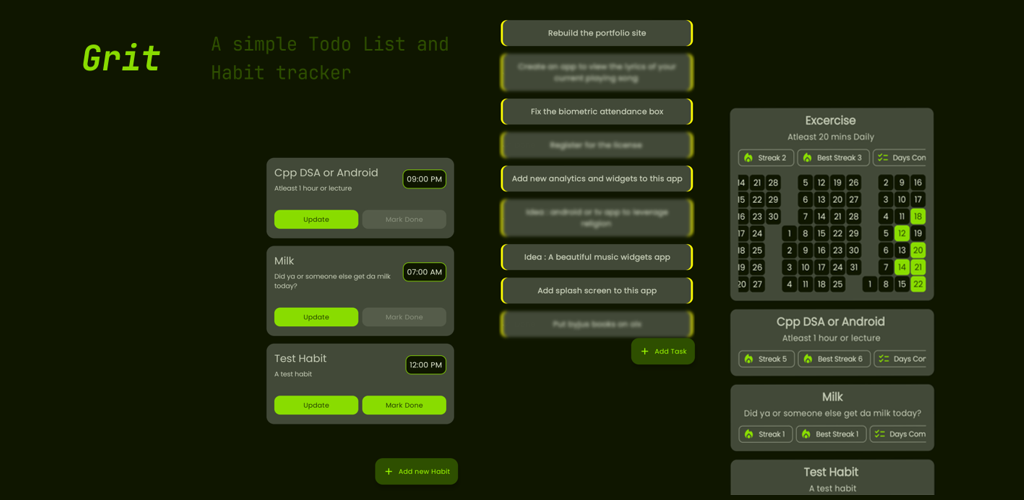 Grit
A simple Todo List and
Habit tracker
Cpp DSA or Android
09:00 PM
Atleast 1 hour or lecture
Update
Mark Done
Milk
07:00 AM
Did ya or someone else get da milk
today?
Update
Mark Done
Test Habit
12:00 PM
A test habit
Update
Mark Done
+ Add new Habit
Rebuild the portfolio site
Create an app to view the lyrics of your
current playing song
Fix the biometric attendance box
Register for the license
Add new analytics and widgets to this app
Idea : android or tv app to leverage
religion
Idea : A beautiful music widgets app
Add splash screen to this app
+ Add Task
Excercise
Atleast 20 mins Daily
Streak 2
Best Streak 3
Days Con
14 21 28 5 12 19 26 2 9 16
15 22 29 6 13 20 27 3 10 17
16 23 30 7 14 21 28 4 11 18
17 24 1 8 15 22 29 5 12 19
18 25 2 9 16 23 30 6 13 20
19 26 3 10 17 24 31 7 14 21
20 27 4 11 18 25 1 8 15 22
Cpp DSA or Android
Atleast 1 hour or lecture
Streak 5
Best Streak 6
Days Cor
Milk
Did ya or someone else get da milk today?
Streak 1
Best Streak 1
Days Com
Test Habit
A test habit